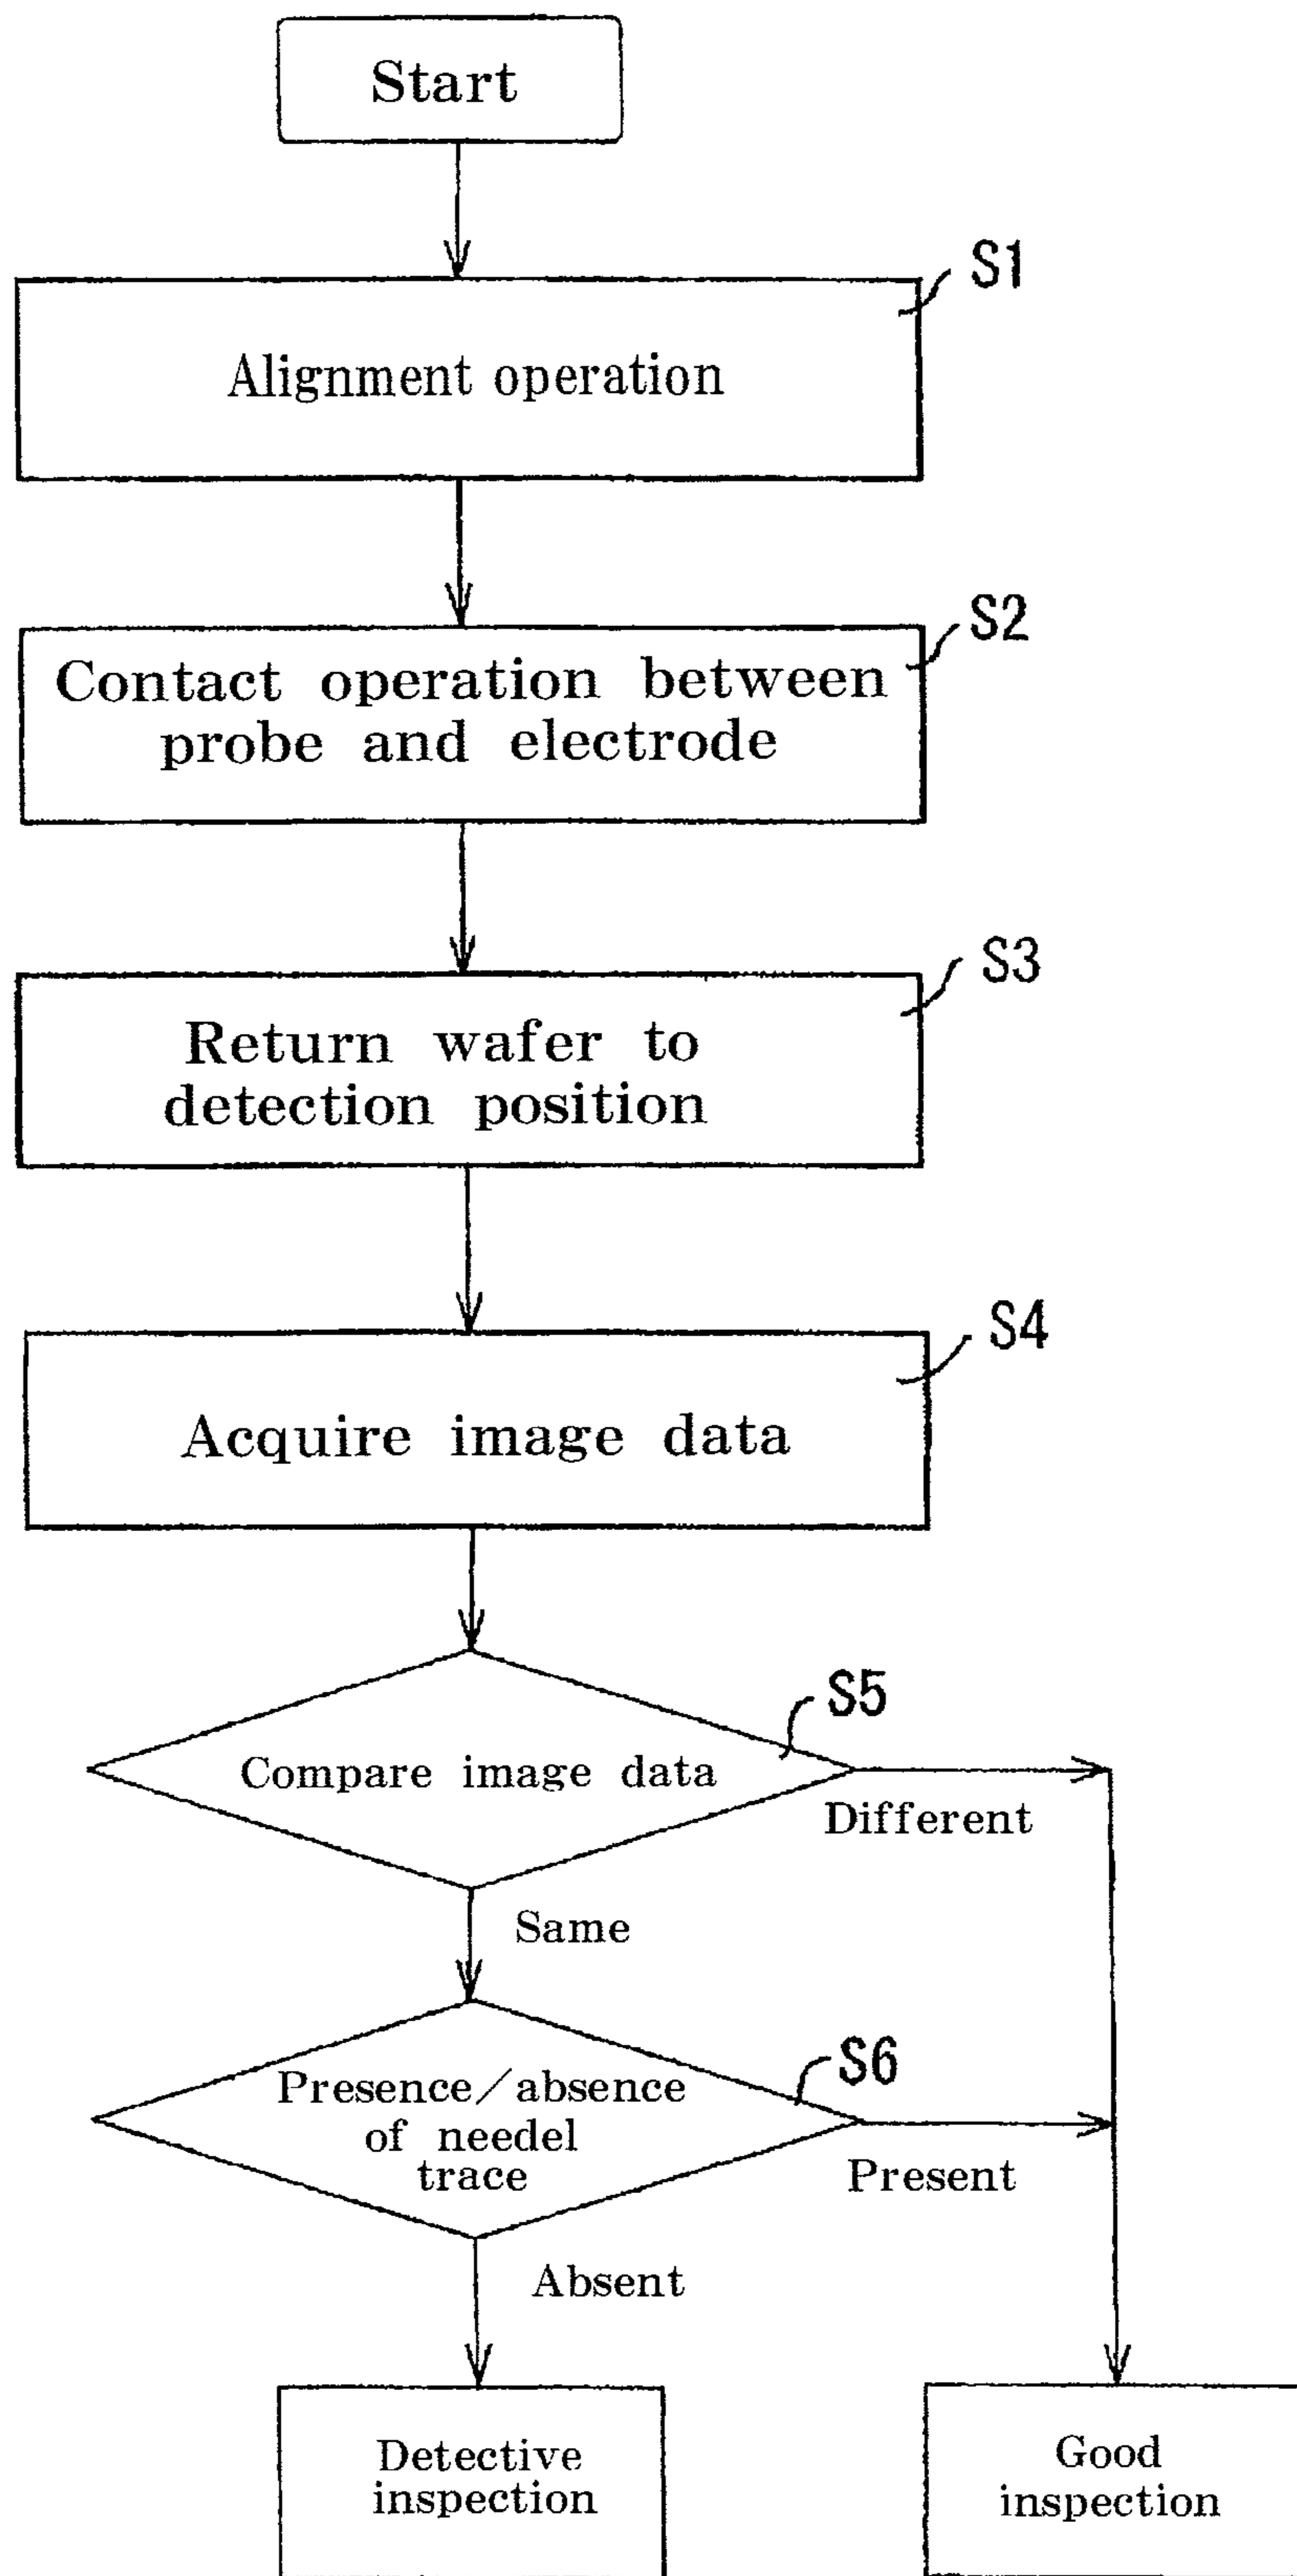 Start
S1
Alignment operation
S2
Contact operation between
probe and electrode
S3
Return wafer to
detection position
S4
Acquire image data
S5
Compare image data
Different
Same
S6
Presence/absence
of needel
trace
Present
Absent
Detective
inspection
Good
inspection